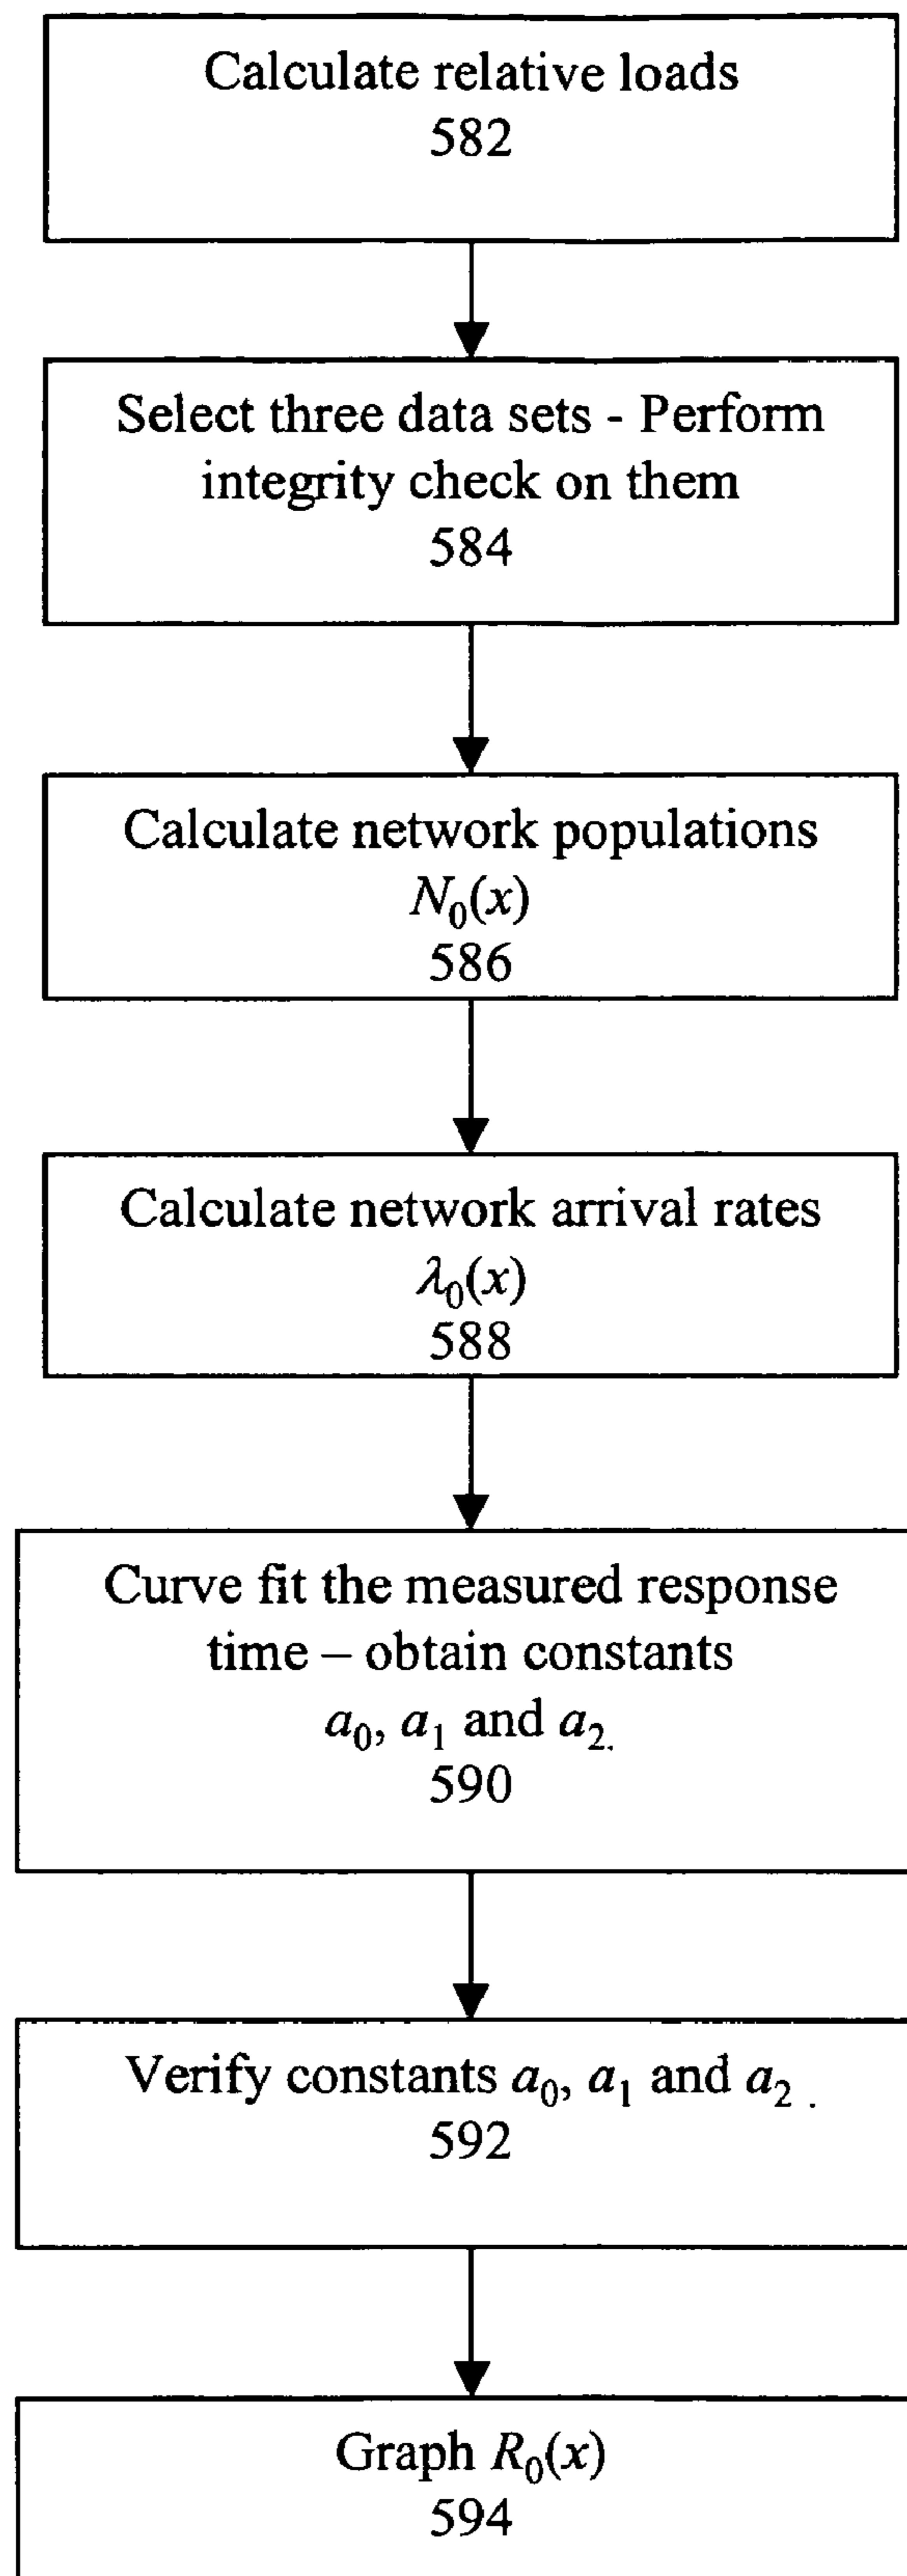 Calculate relative loads
582
Select three data sets - Perform
integrity check on them
584
Calculate network populations
N₀(x)
586
Calculate network arrival rates
λ₀(x)
588
Curve fit the measured response
time – obtain constants
a₀, a₁ and a₂.
590
Verify constants a₀, a₁ and a₂ .
592
Graph R₀(x)
594